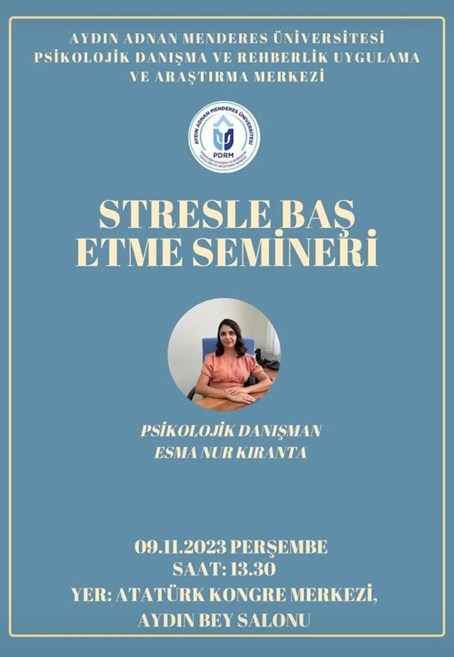 AYDIN ADNAN MENDERES ÜNİVERSİTESİ
PSİKOLOJİK DANIŞMA VE REHBERLİK UYGULAMA
VE ARAŞTIRMA MERKEZİ
AYDIN ADNAN MENDERES ÜNİVERSİTESİ
PDRM
STRESLE BAŞ
ETME SEMİNERİ
PSİKOLOJİK DANIŞMAN
ESMA NUR KIRANTA
09.11.2023 PERŞEMBE
SAAT: 13.30
YER: ATATÜRK KONGRE MERKEZİ,
AYDIN BEY SALONU